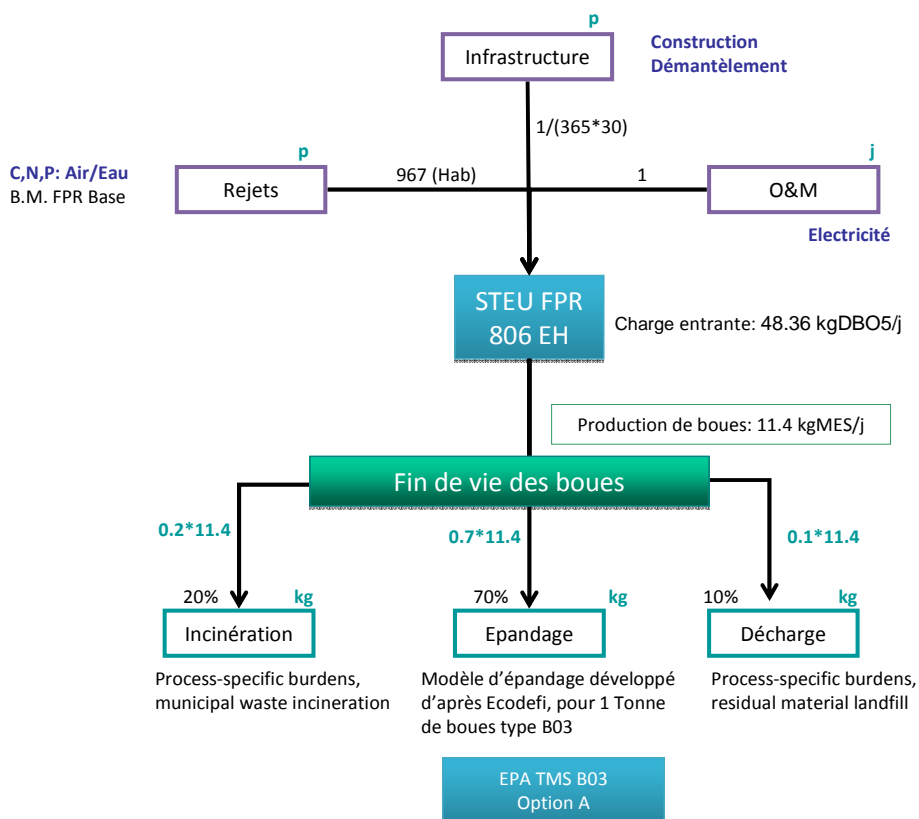 p
Infrastructure
Construction
Démantèlement
1/(365*30)
C,N,P: Air/Eau
B.M. FPR Base
p
Rejets
967 (Hab)
1
j
O&M
Electricité
STEU FPR
806 EH
Charge entrante: 48.36 kgDBO5/j
Production de boues: 11.4 kgMES/j
Fin de vie des boues
0.2*11.4
0.7*11.4
0.1*11.4
20%
kg
Incinération
70%
kg
Epandage
10%
kg
Décharge
Process-specific burdens,
municipal waste incineration
Modèle d’épandage développé
d’après Ecodefi, pour 1 Tonne
de boues type B03
Process-specific burdens,
residual material landfill
EPA TMS B03
Option A